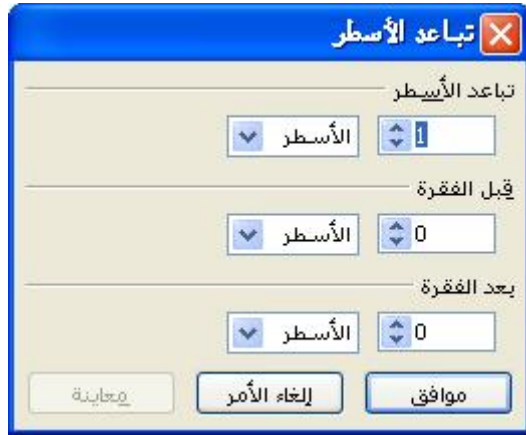 تباعد الأسطر
تباعد الأسطر
1 الأسطر
قبل الفقرة
0 الأسطر
بعد الفقرة
0 الأسطر
موافق إلغاء الأمر معاينة